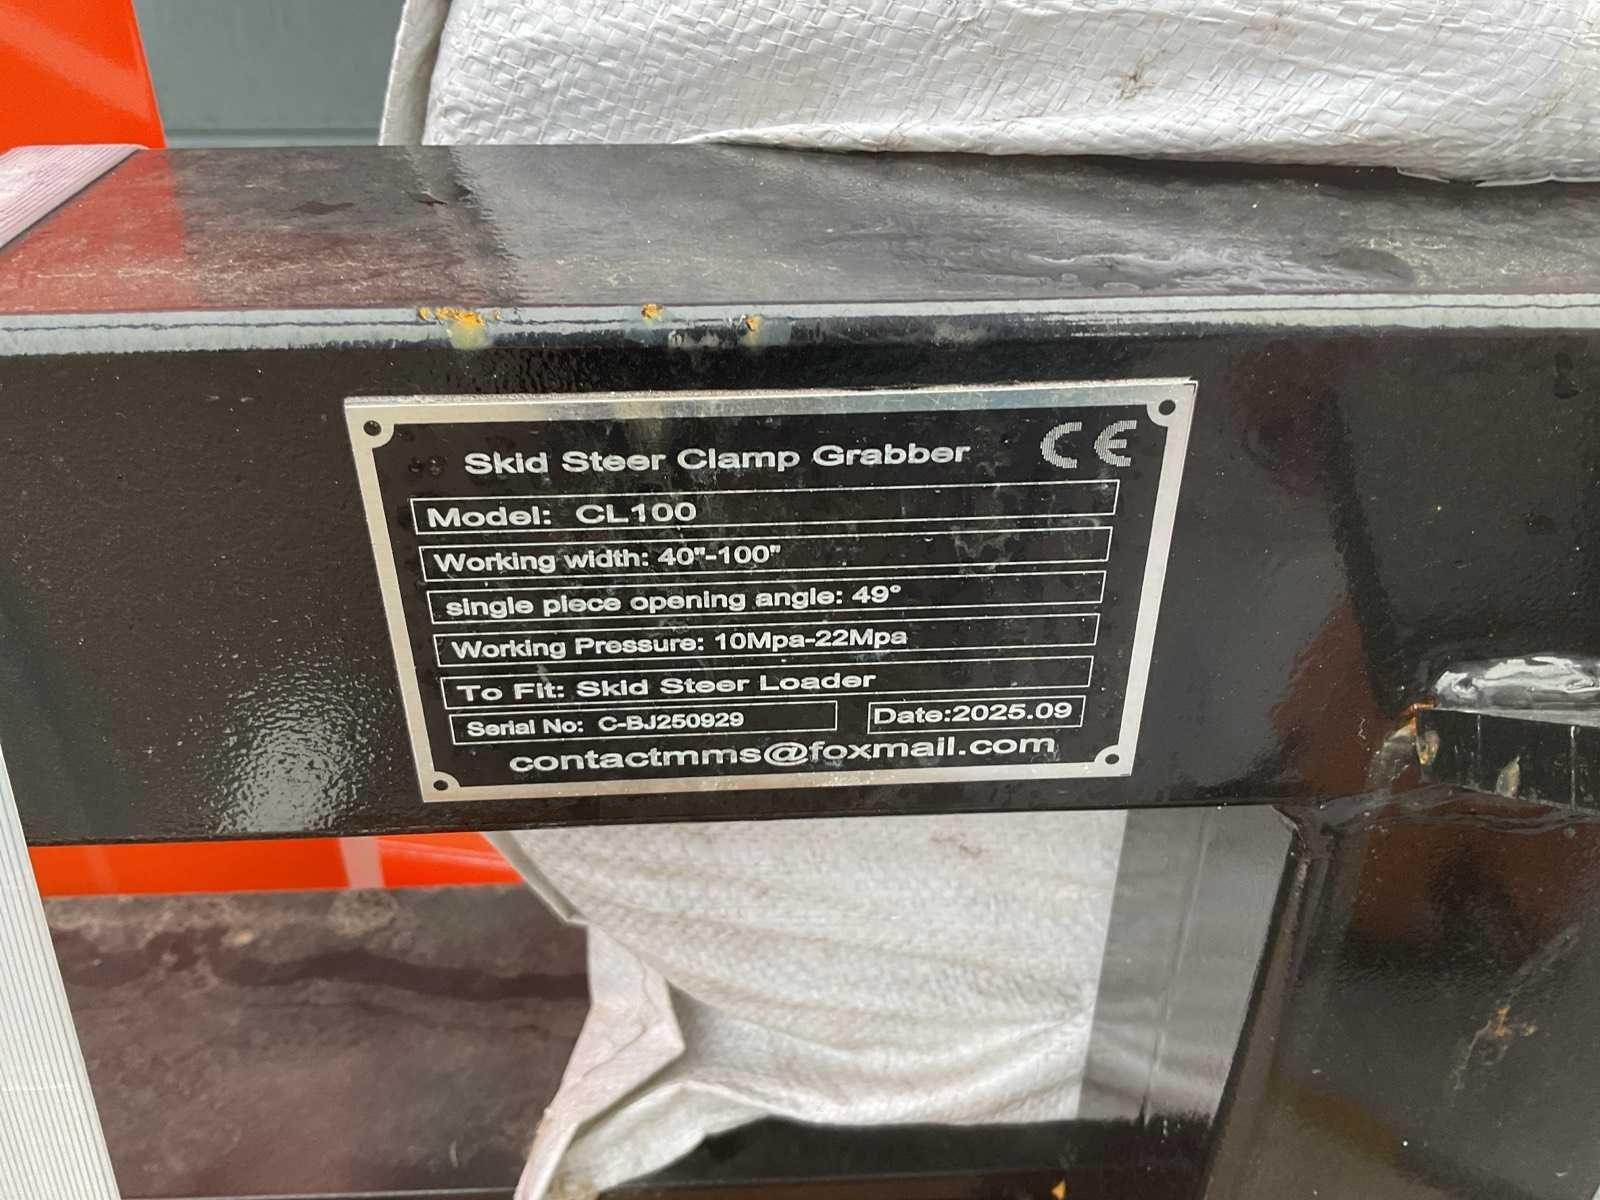 Skid Steer Clamp Grabber CE
Model: CL100
Working width: 40"-100"
single piece opening angle: 49°
Working Pressure: 10Mpa-22Mpa
To Fit: Skid Steer Loader
Serial No: C-BJ250929 Date:2025.09
contactmms@foxmail.com